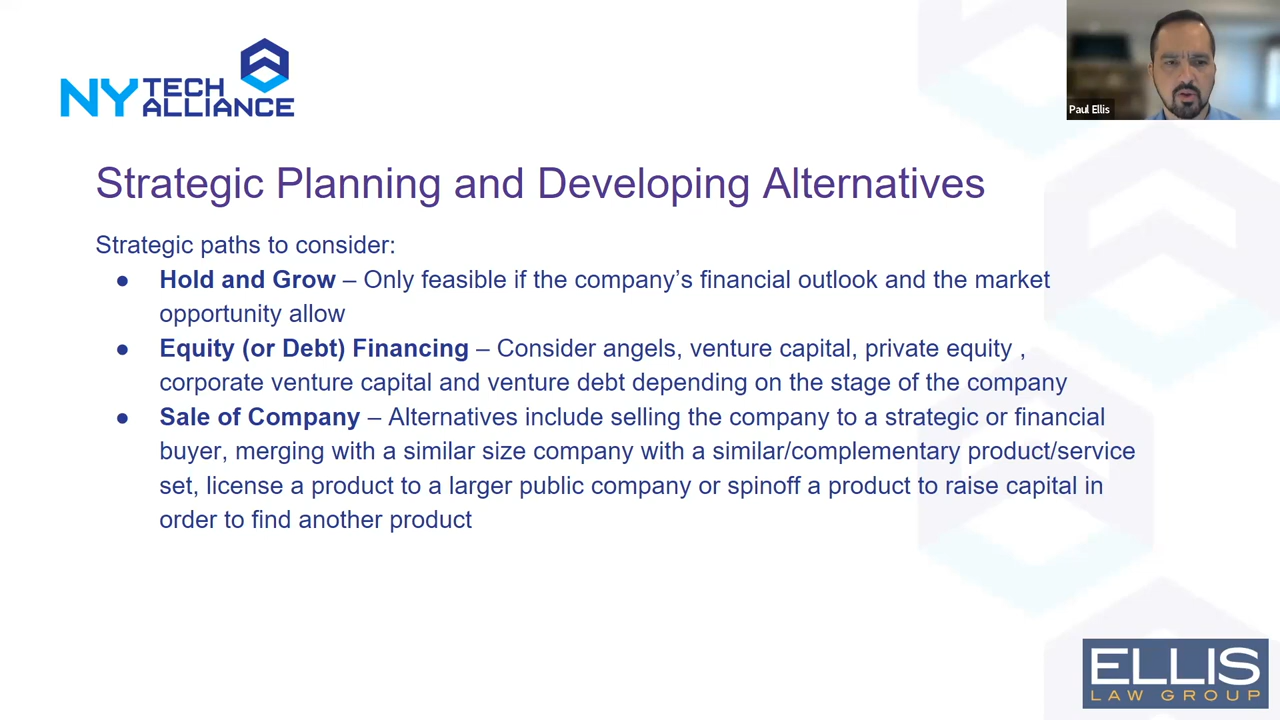 NY TECH
ALLIANCE
Paul Ellis
Strategic Planning and Developing Alternatives
Strategic paths to consider:
● Hold and Grow – Only feasible if the company’s financial outlook and the market
opportunity allow
● Equity (or Debt) Financing – Consider angels, venture capital, private equity ,
corporate venture capital and venture debt depending on the stage of the company
● Sale of Company – Alternatives include selling the company to a strategic or financial
buyer, merging with a similar size company with a similar/complementary product/service
set, license a product to a larger public company or spinoff a product to raise capital in
order to find another product
ELLIS
LAW GROUP